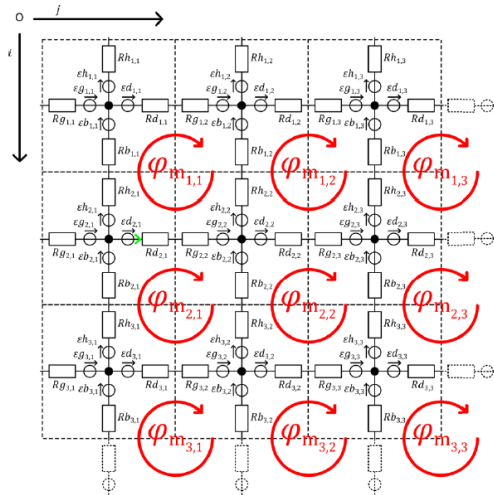 O
j
i
Rh1,1 Rh1,2 Rh1,3
εh1,1 εh1,2 εh1,3
εg1,1 εd1,1 εg1,2 εd1,2 εg1,3 εd1,3
Rg1,1 εb1,1 Rd1,1 Rg1,2 εb1,2 Rd1,2 Rg1,3 εb1,3 Rd1,3
Rb1,1 Rb1,2 Rb1,3
φm1,1 φm1,2 φm1,3
Rh2,1 Rh2,2 Rh2,3
εh2,1 εh2,2 εh2,3
εg2,1 εd2,1 εg2,2 εd2,2 εg2,3 εd2,3
Rg2,1 εb2,1 Rd2,1 Rg2,2 εb2,2 Rd2,2 Rg2,3 εb2,3 Rd2,3
Rb2,1 Rb2,2 Rb2,3
φm2,1 φm2,2 φm2,3
Rh3,1 Rh3,2 Rh3,3
εh3,1 εh3,2 εh3,3
εg3,1 εd3,1 εg3,2 εd3,2 εg3,3 εd3,3
Rg3,1 εb3,1 Rd3,1 Rg3,2 εb3,2 Rd3,2 Rg3,3 εb3,3 Rd3,3
Rb3,1 Rb3,2 Rb3,3
φm3,1 φm3,2 φm3,3